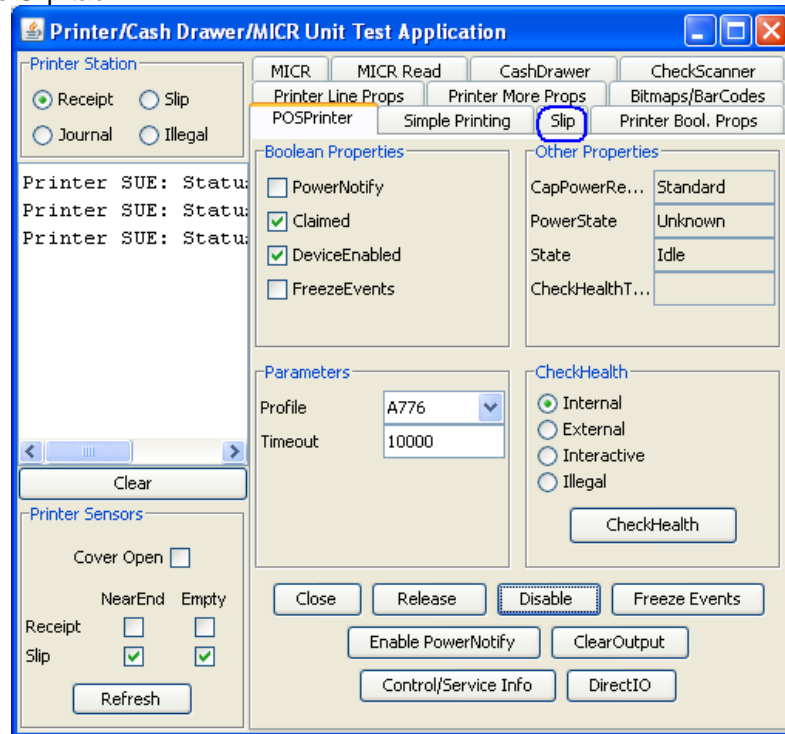 Printer/Cash Drawer/MICR Unit Test Application
Printer Station
Receipt Slip
Journal Illegal
Printer SUE: Statu
Printer SUE: Statu
Printer SUE: Statu
Clear
Printer Sensors
Cover Open
NearEnd Empty
Receipt
Slip
Refresh
MICR MICR Read CashDrawer CheckScanner
Printer Line Props Printer More Props Bitmaps/BarCodes
POSPrinter Simple Printing Slip Printer Bool. Props
Boolean Properties
PowerNotify
Claimed
DeviceEnabled
FreezeEvents
Other Properties
CapPowerRe... Standard
PowerState Unknown
State Idle
CheckHealthT...
Parameters
Profile A776
Timeout 10000
CheckHealth
Internal
External
Interactive
Illegal
CheckHealth
Close Release Disable Freeze Events
Enable PowerNotify ClearOutput
Control/Service Info DirectIO